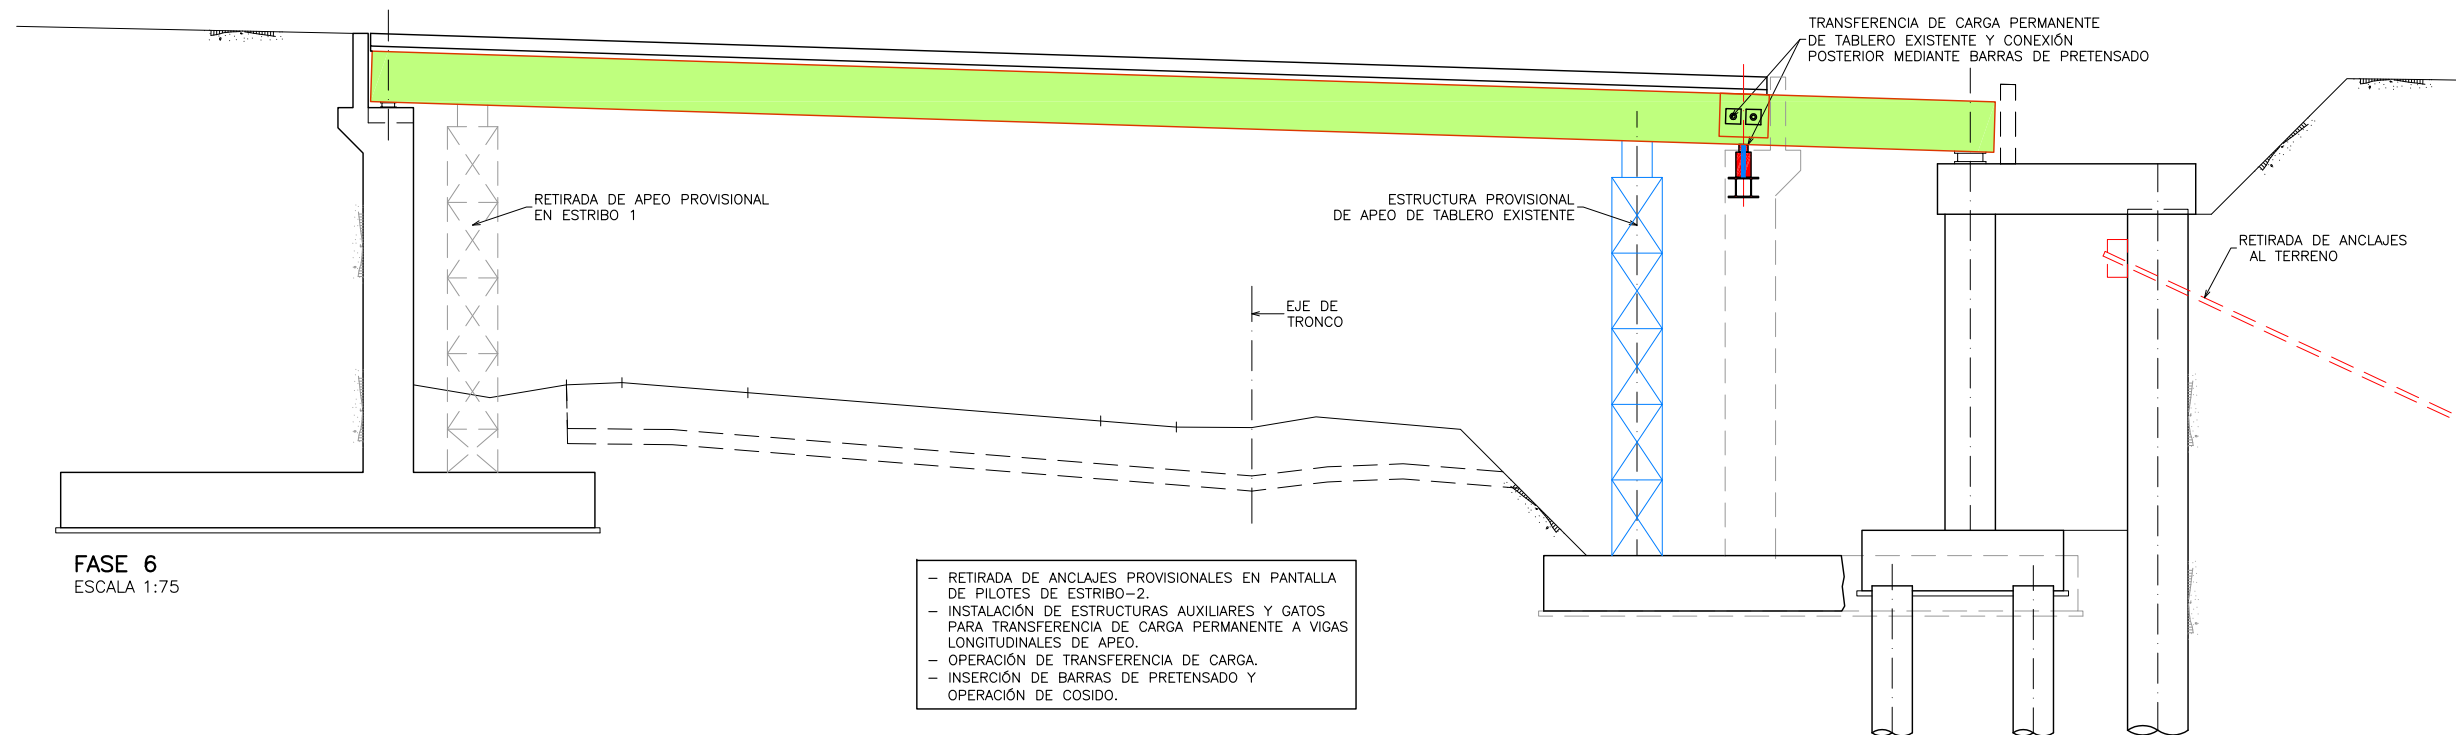 TRANSFERENCIA DE CARGA PERMANENTE
DE TABLERO EXISTENTE Y CONEXIÓN
POSTERIOR MEDIANTE BARRAS DE PRETENSADO
RETIRADA DE APEO PROVISIONAL
EN ESTRIBO 1
ESTRUCTURA PROVISIONAL
DE APEO DE TABLERO EXISTENTE
RETIRADA DE ANCLAJES
AL TERRENO
EJE DE
TRONCO
FASE 6
ESCALA 1:75
– RETIRADA DE ANCLAJES PROVISIONALES EN PANTALLA
DE PILOTES DE ESTRIBO–2.
– INSTALACIÓN DE ESTRUCTURAS AUXILIARES Y GATOS
PARA TRANSFERENCIA DE CARGA PERMANENTE A VIGAS
LONGITUDINALES DE APEO.
– OPERACIÓN DE TRANSFERENCIA DE CARGA.
– INSERCIÓN DE BARRAS DE PRETENSADO Y
OPERACIÓN DE COSIDO.